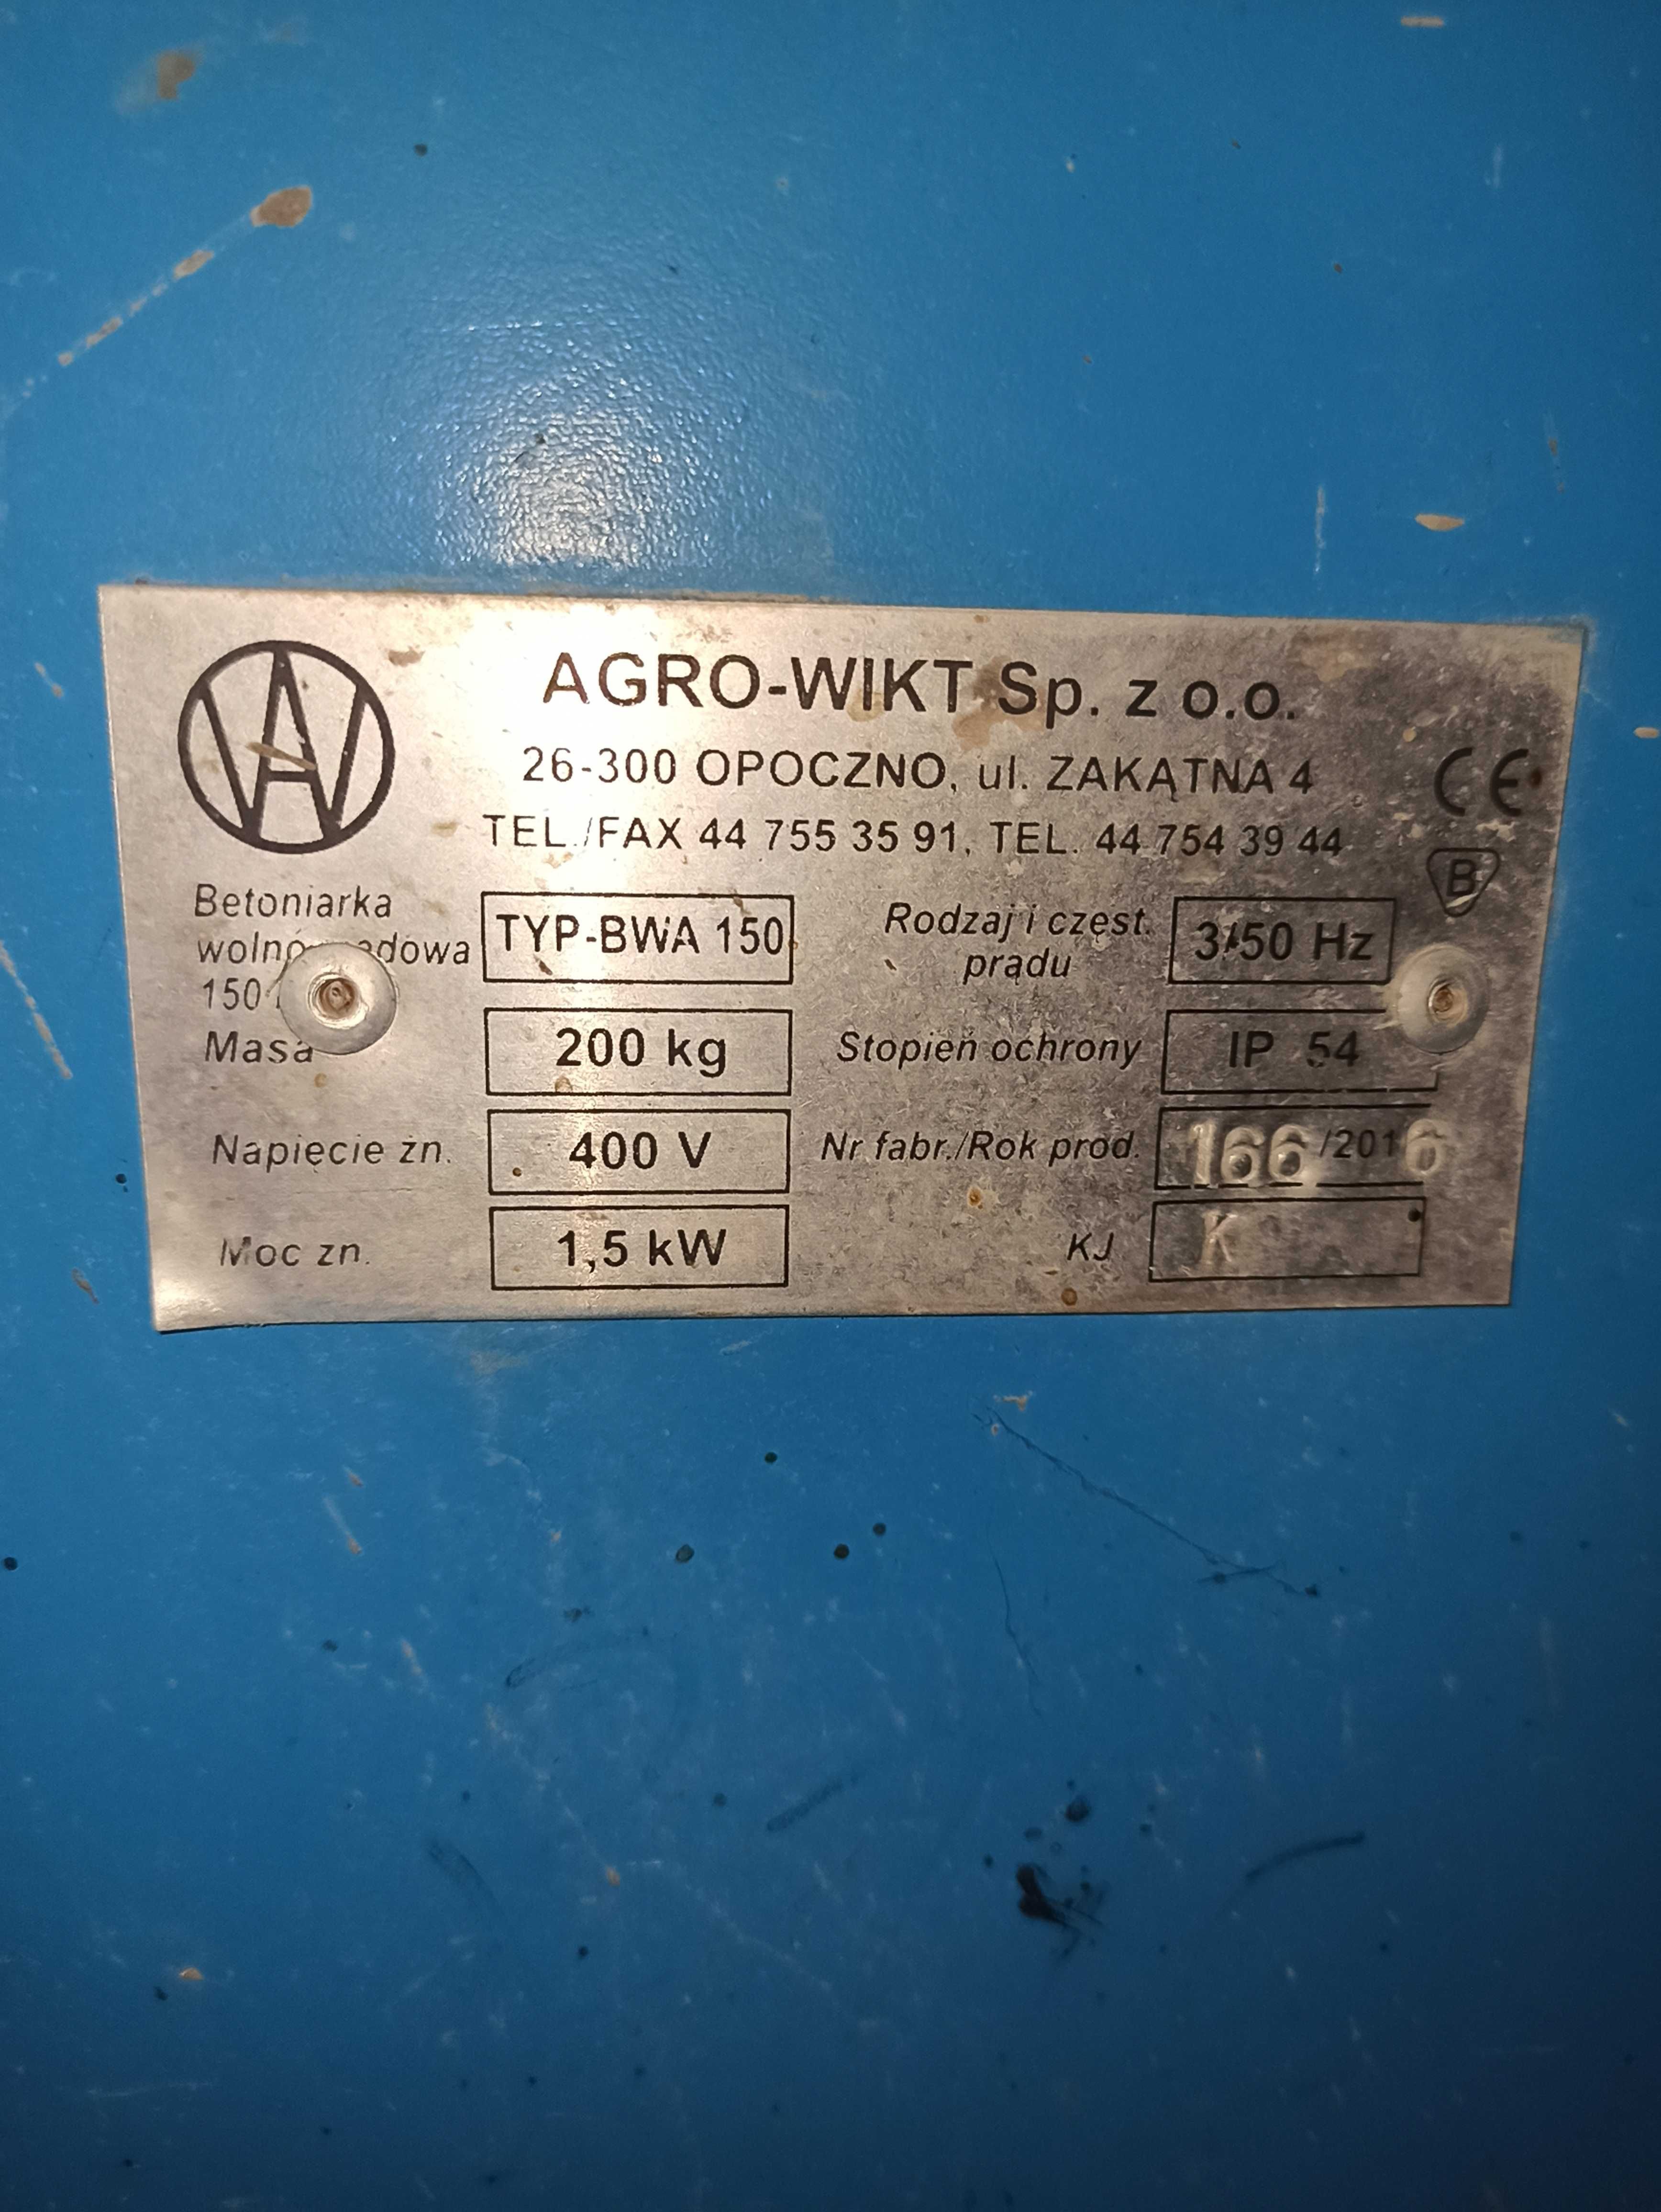 AGRO-WIKT Sp. z o.o.
26-300 OPOCZNO, ul. ZAKĄTNA 4
TEL./FAX 44 755 35 91, TEL. 44 754 39 44
CE
B
Betoniarka
150
TYP-BWA 150
Rodzaj i częst.
prądu
3/50 Hz
Masa
200 kg
Stopień ochrony
IP 54
Napięcie zn.
400 V
Nr fabr./Rok prod.
166/2016
Moc zn.
1,5 kW
KJ
K